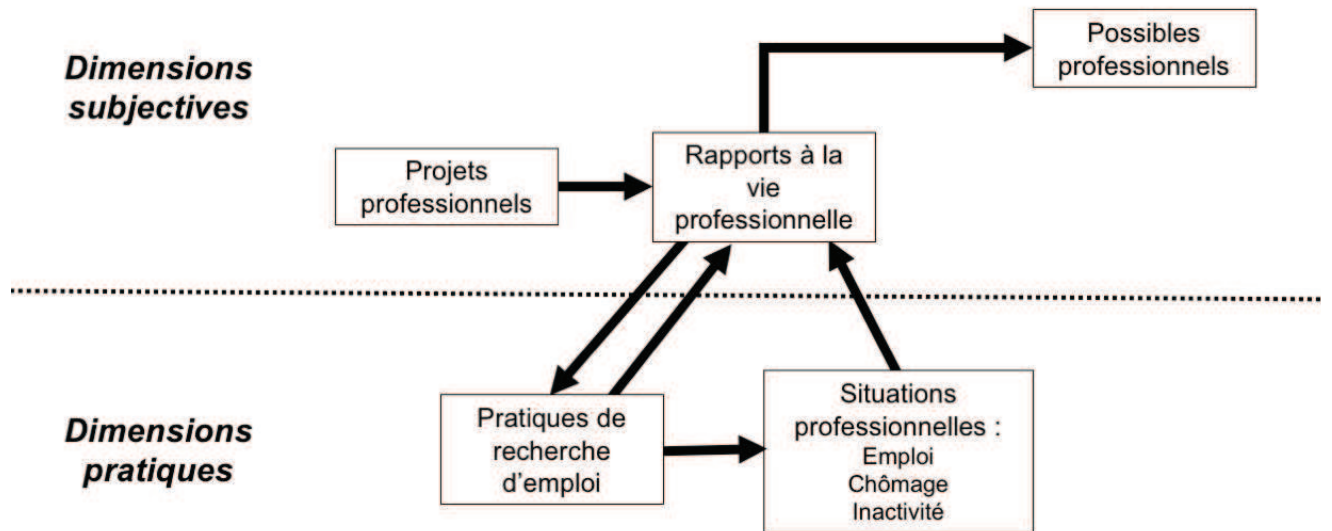 Dimensions
subjectives
Possibles
professionnels
Projets
professionnels
Rapports à la
vie
professionnelle
Dimensions
pratiques
Pratiques de
recherche
d'emploi
Situations
professionnelles :
Emploi
Chômage
Inactivité